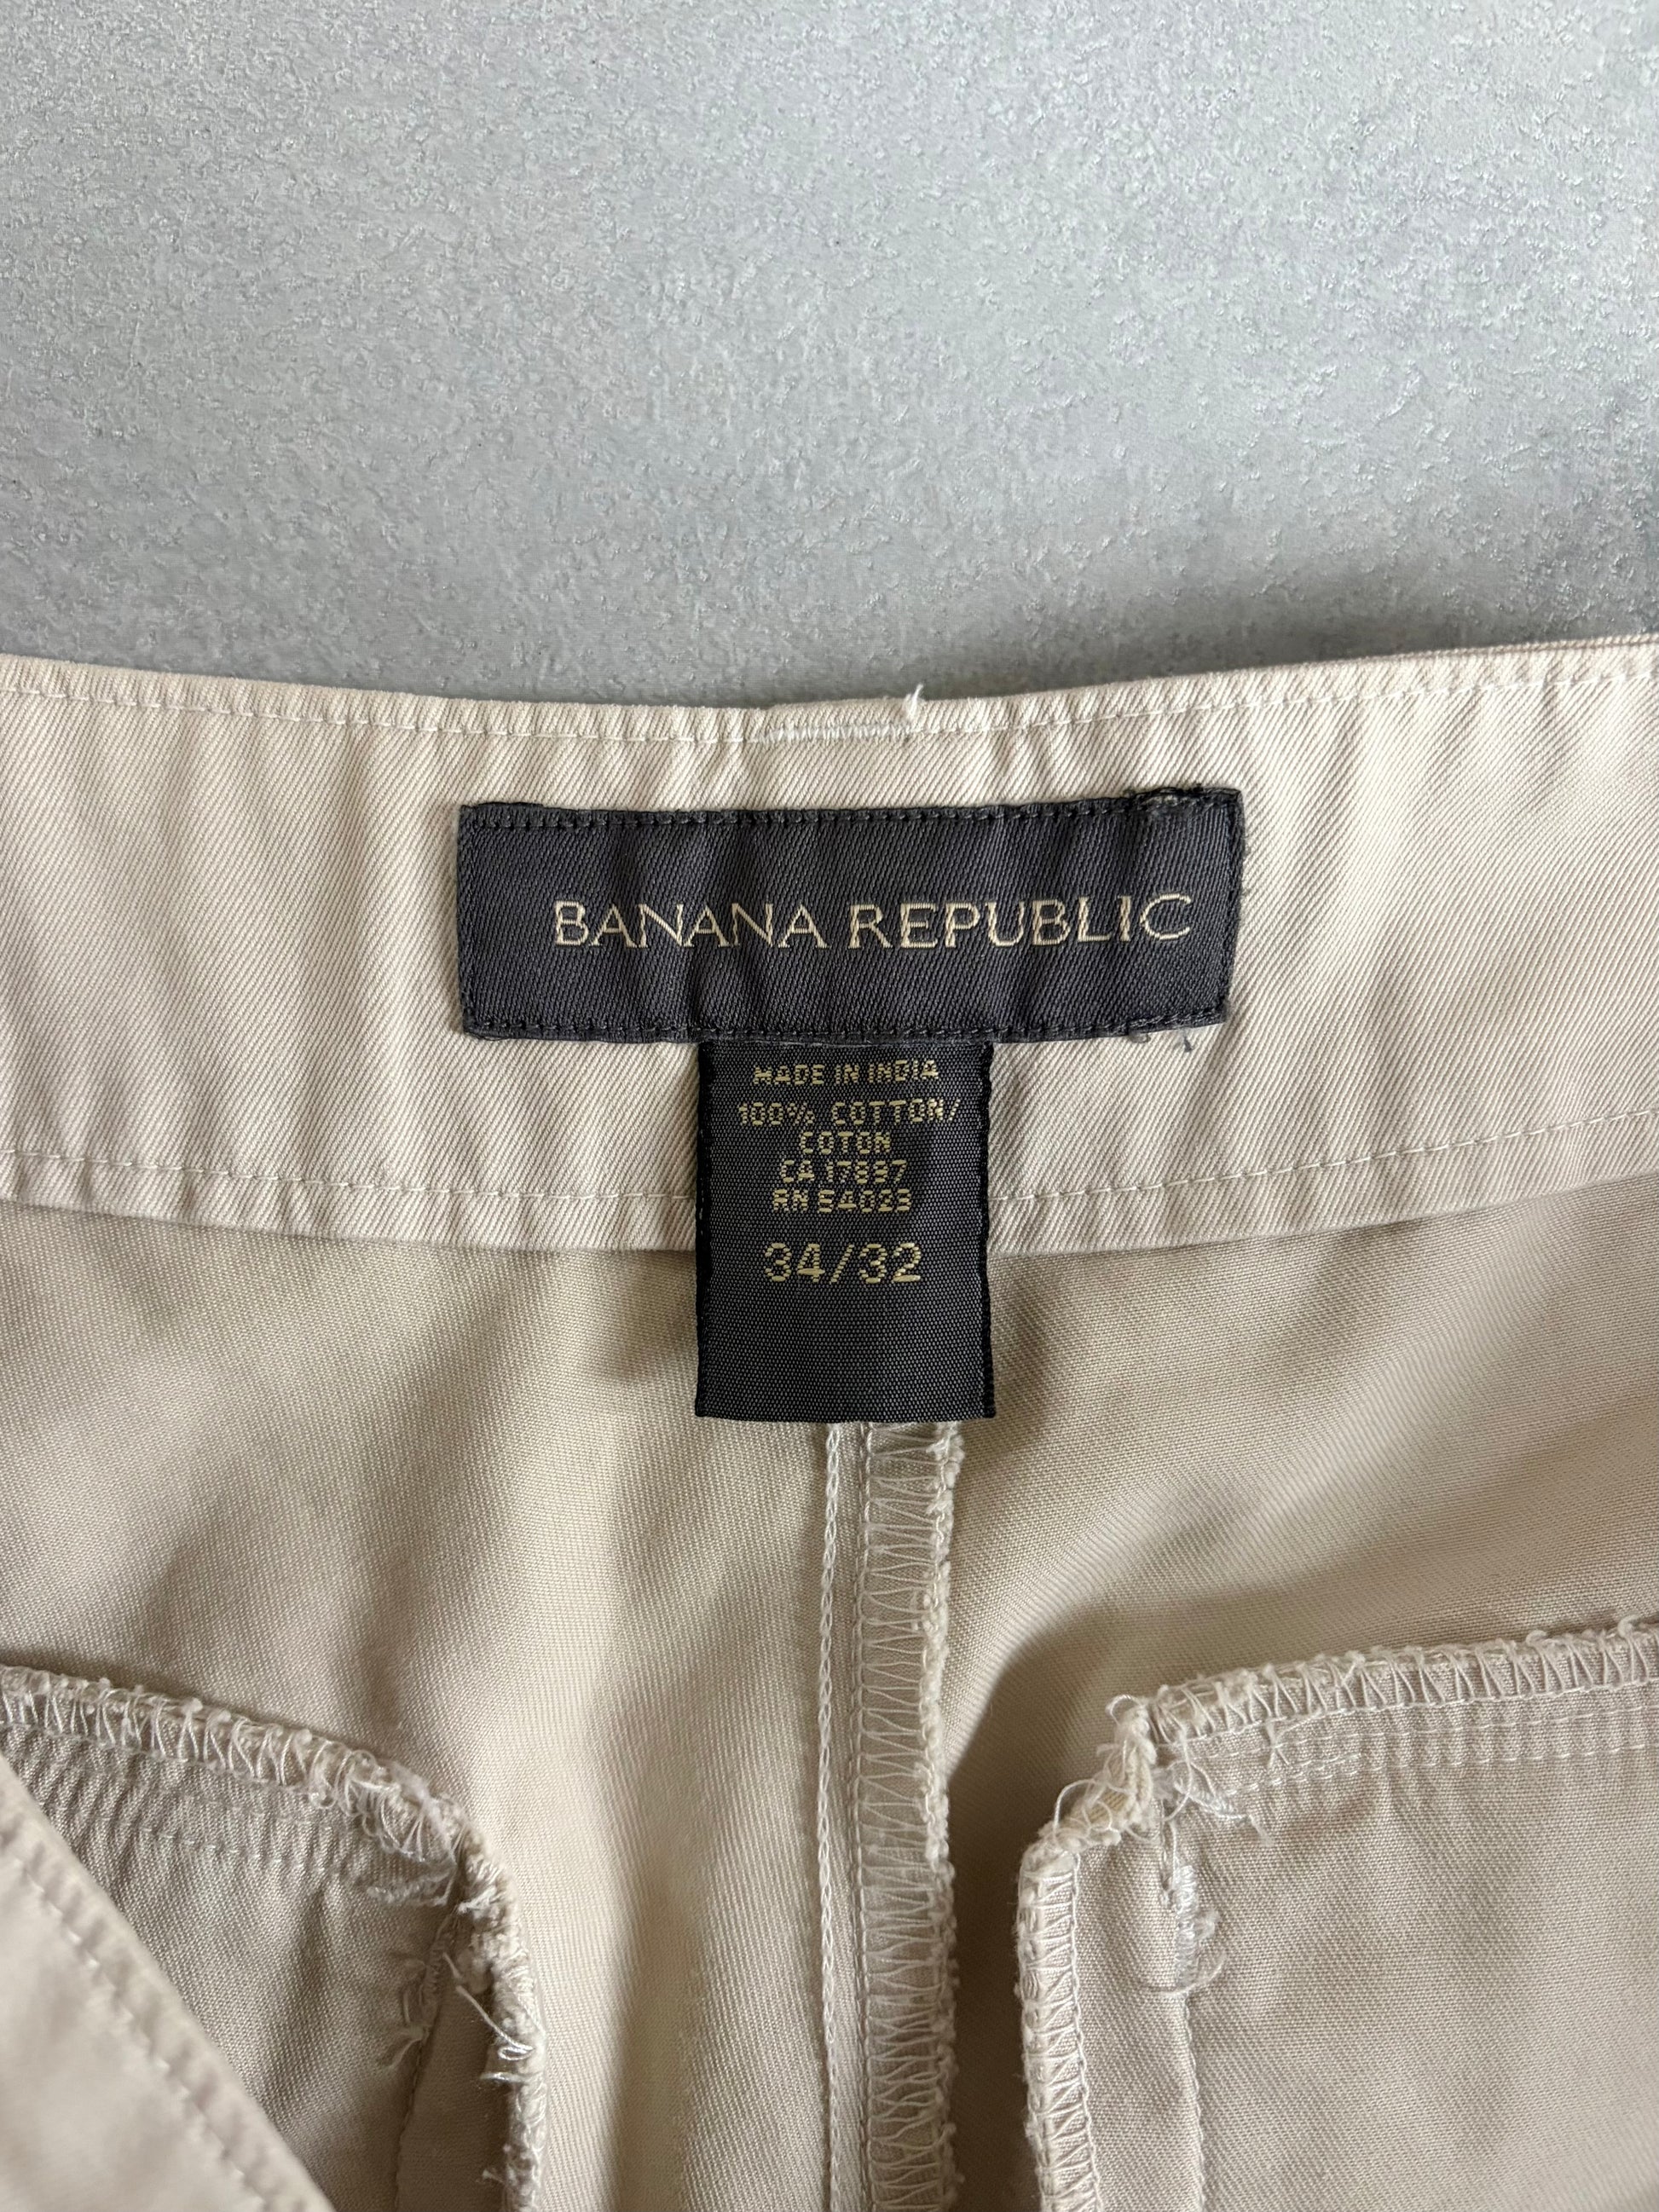 BANANA REPUBLIC
MADE IN INDIA
100% COTTON/
COTON
CA 17897
RN 54023
34/32